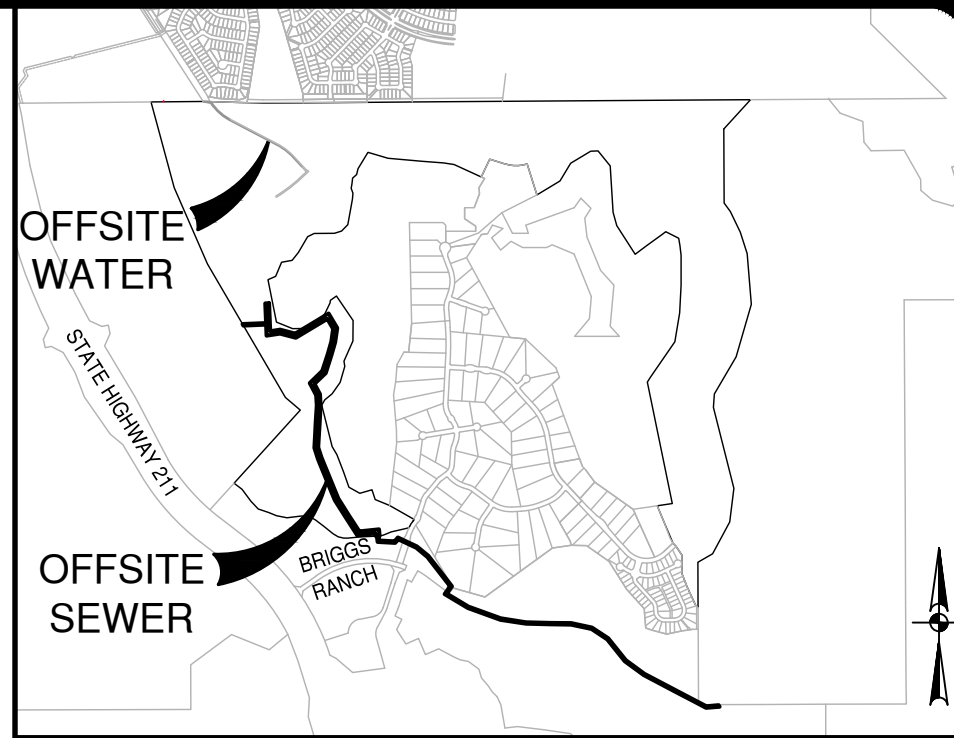 OFFSITE
WATER
STATE HIGHWAY 211
OFFSITE
SEWER
BRIGGS
RANCH